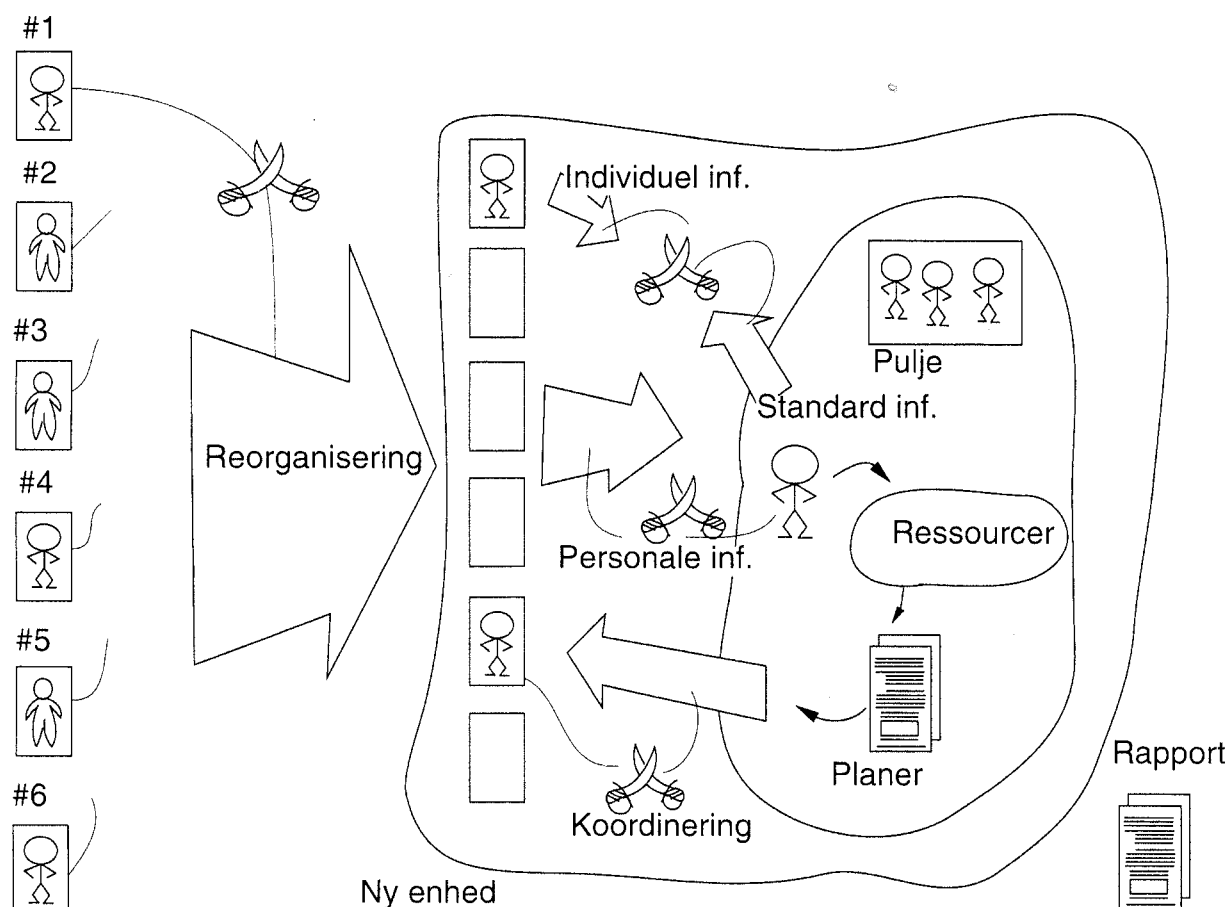 #1
#2
#3
#4
#5
#6
Reorganisering
Individuel inf.
Pulje
Standard inf.
Ressourcer
Personale inf.
Planer
Koordinering
Ny enhed
Rapport